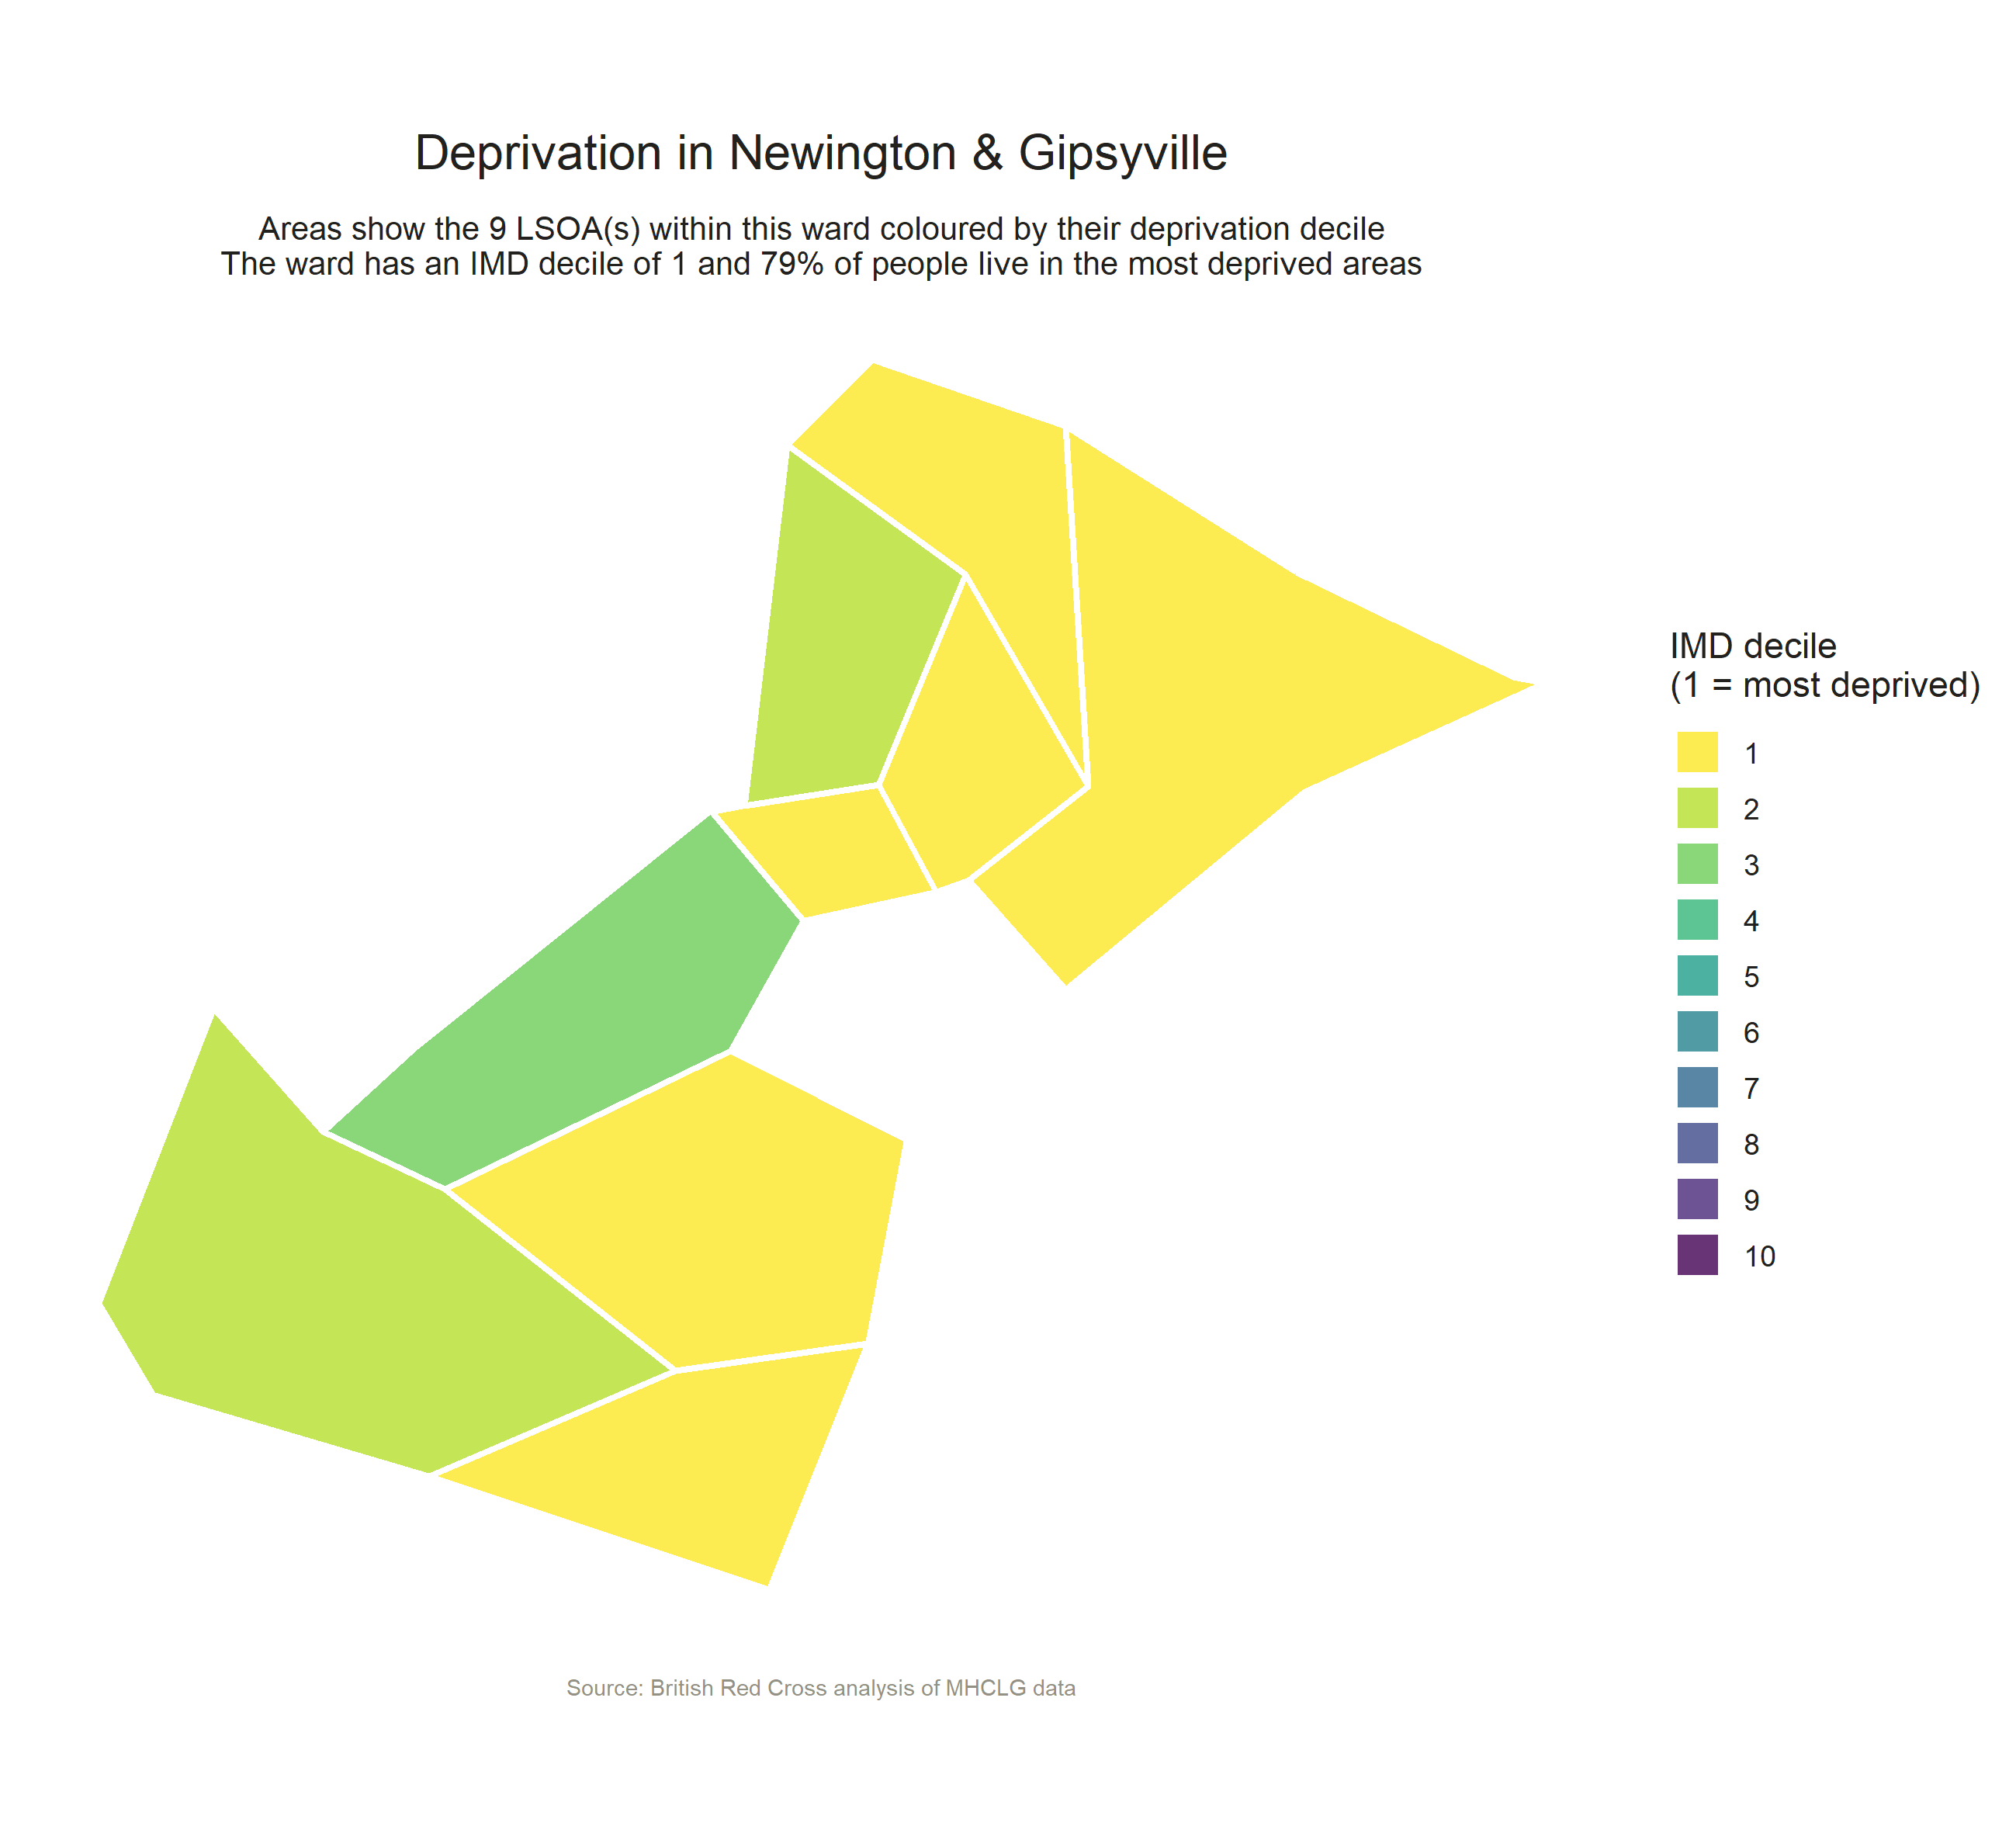 Deprivation in Newington & Gipsyville
Areas show the 9 LSOA(s) within this ward coloured by their deprivation decile
The ward has an IMD decile of 1 and 79% of people live in the most deprived areas
IMD decile
(1 = most deprived)
1
2
3
4
5
6
7
8
9
10
Source: British Red Cross analysis of MHCLG data